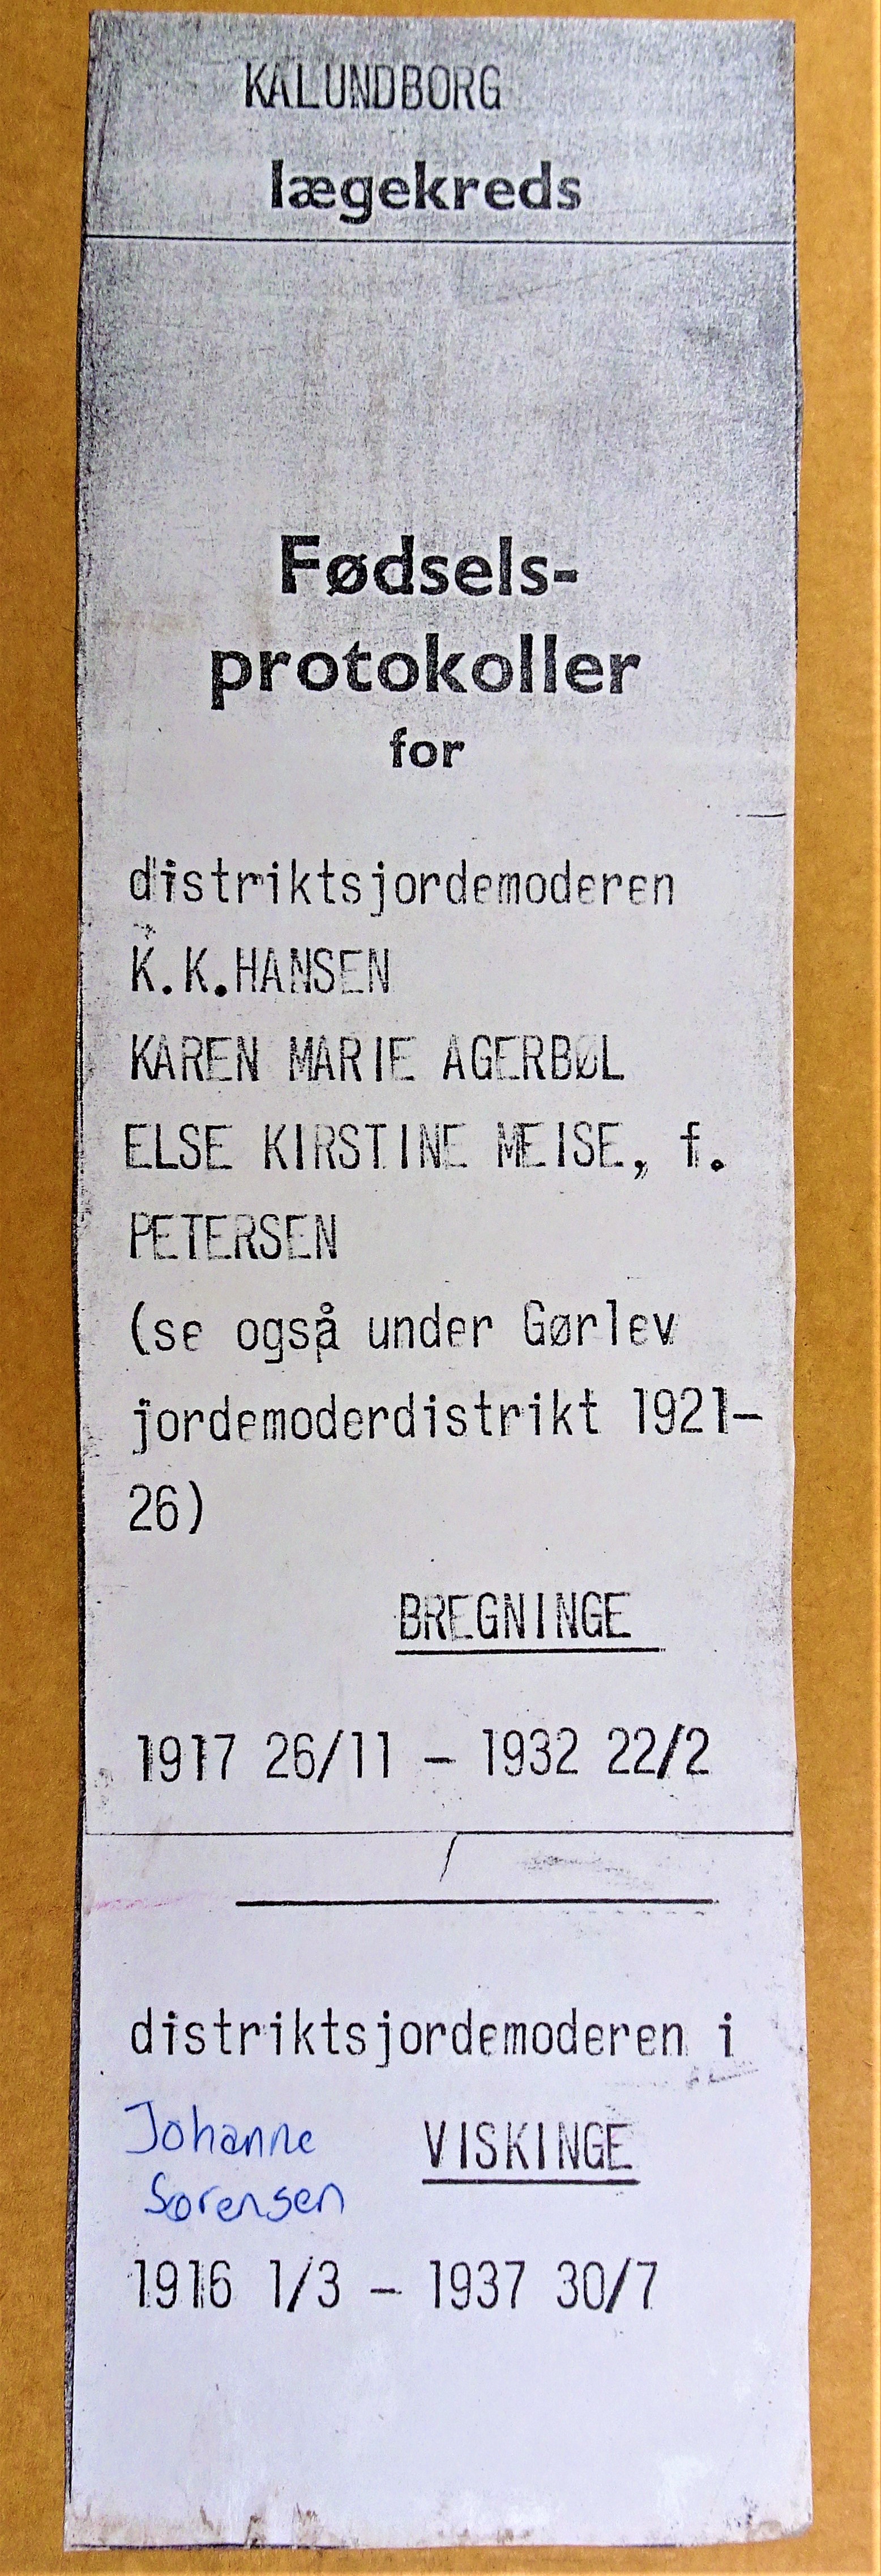 KALUNDBORG
lægekreds
Fødsels-
protokoller
for
distriktsjordemoderen
K.K.HANSEN
KAREN MARIE AGERBØL
ELSE KIRSTINE MEISE, f.
PETERSEN
(se også under Gørlev
jordemoderdistrikt 1921-
26)
BREGNINGE
1917 26/11 - 1932 22/2
distriktsjordemoderen i
Johanne VISKINGE
Sørensen
1916 1/3 - 1937 30/7